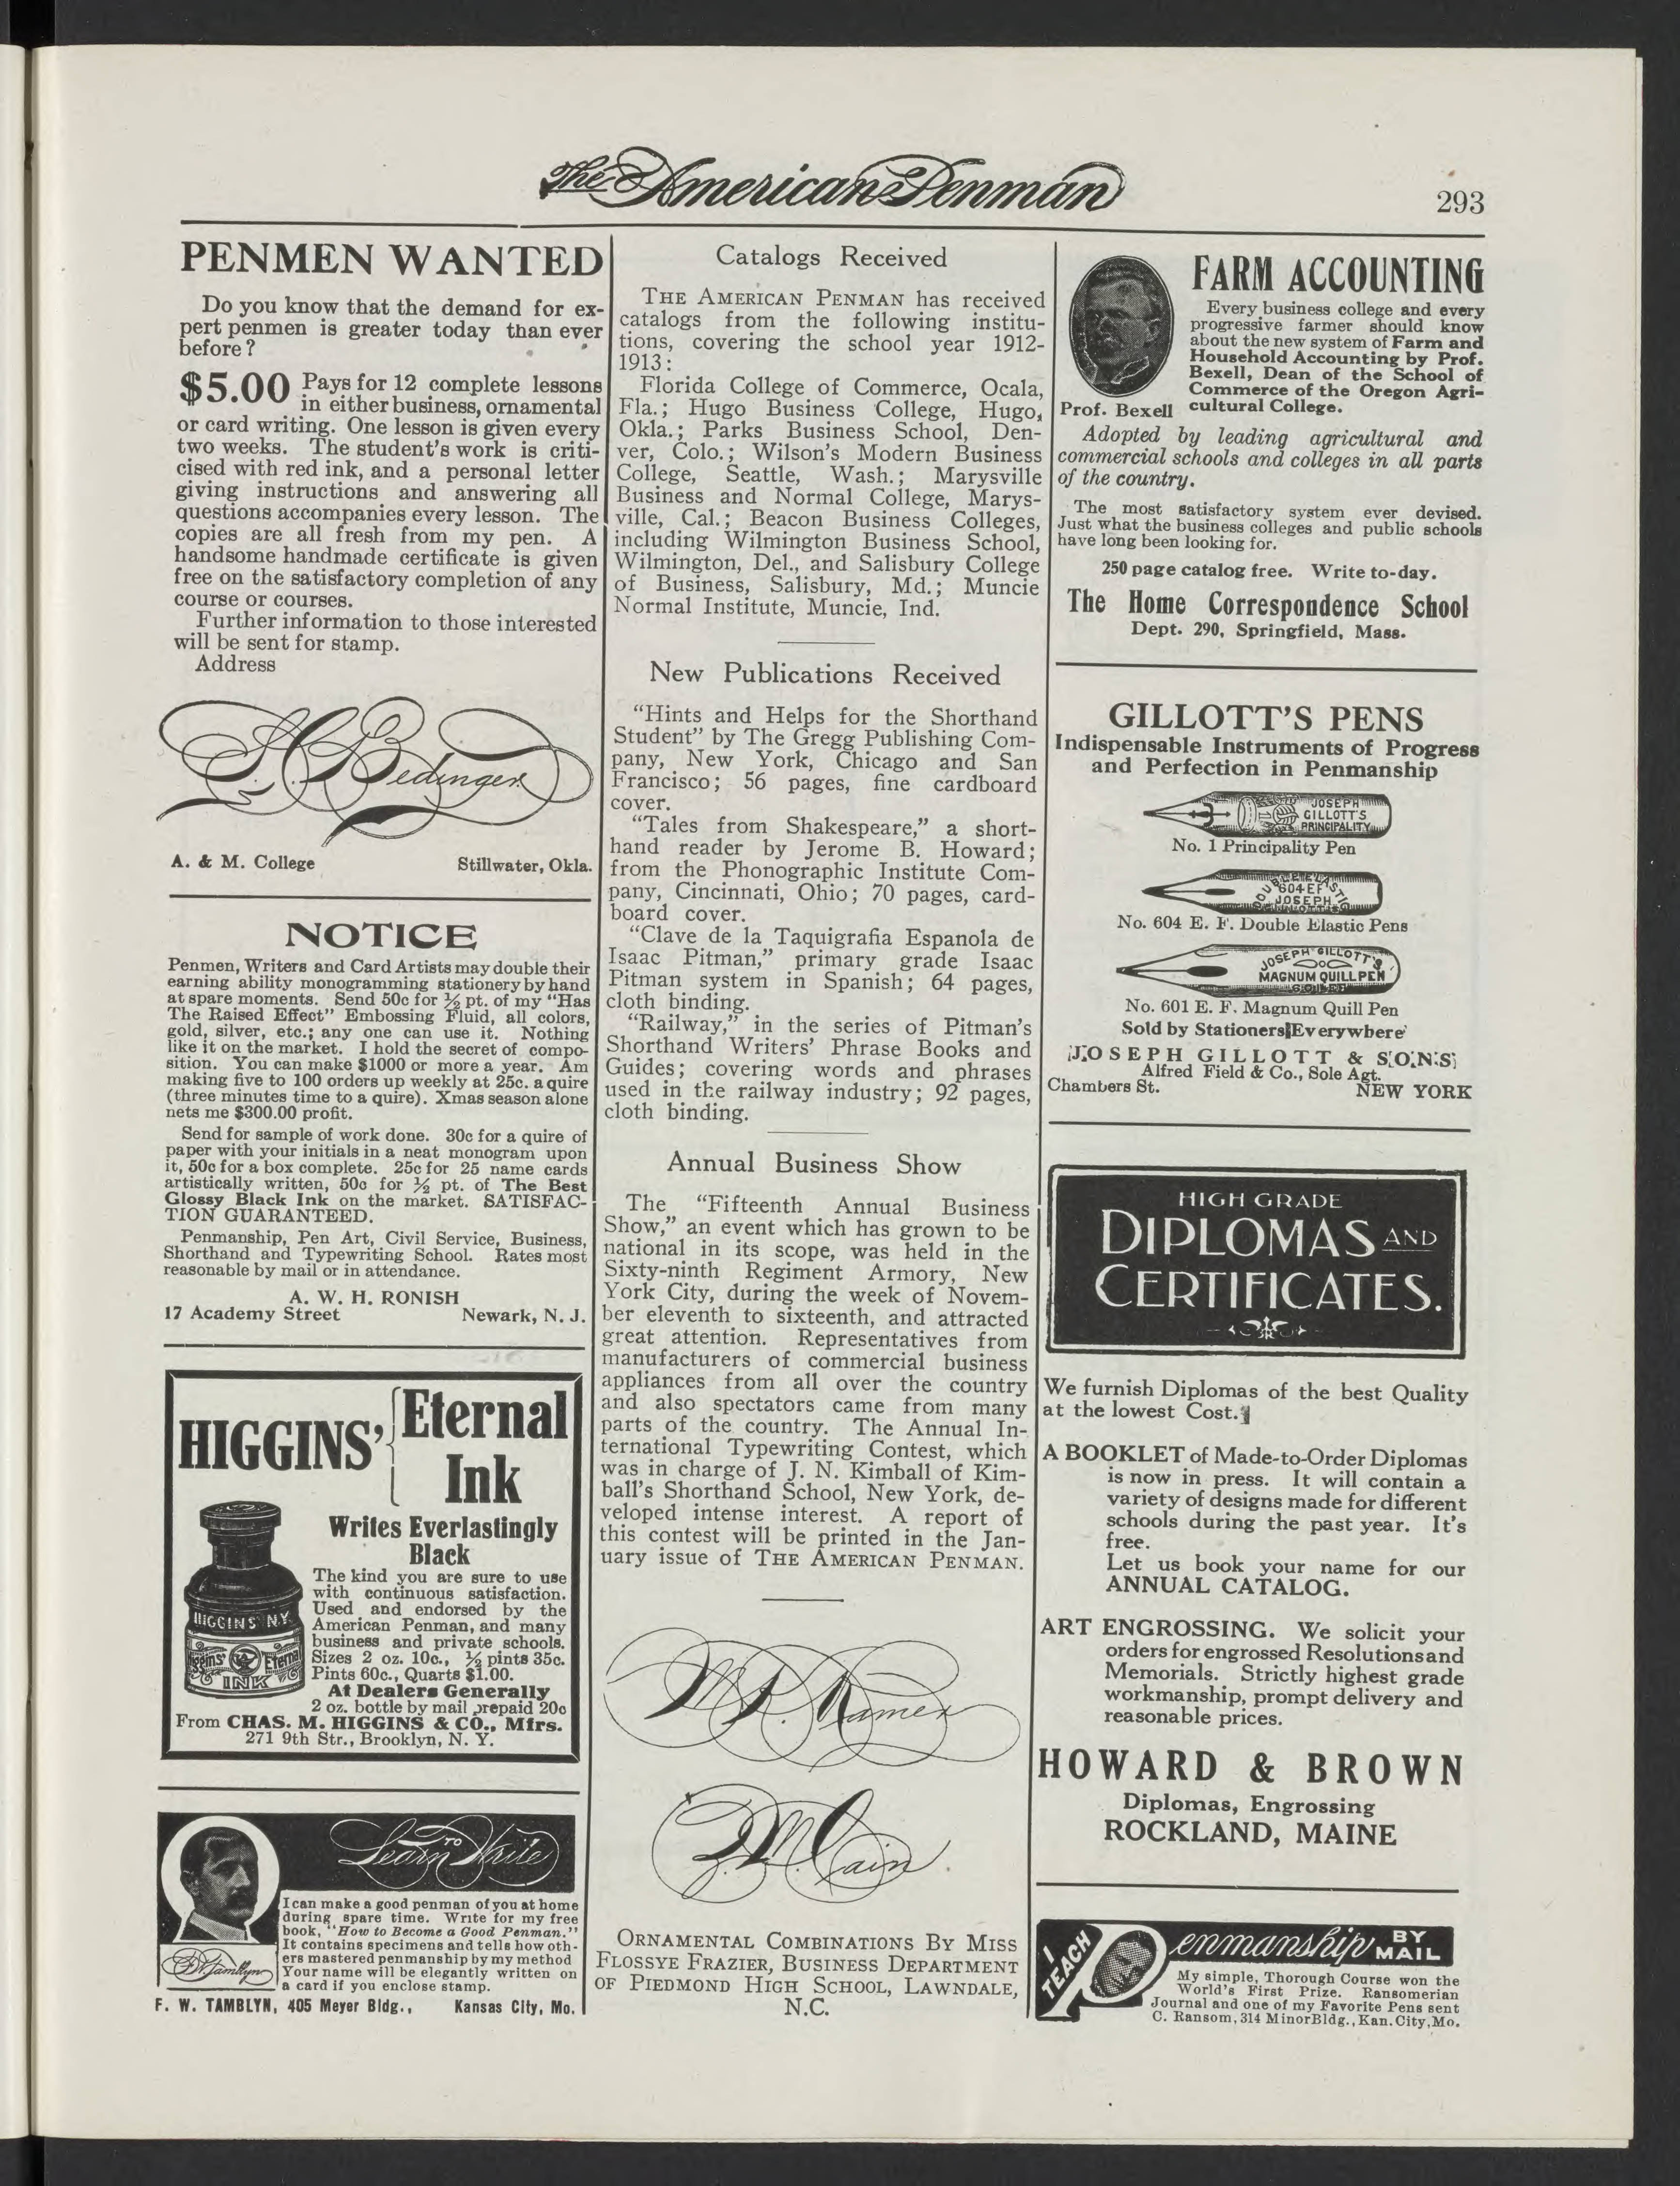 The American Penman
293
PENMEN WANTED
Do you know that the demand for ex-
pert penmen is greater today than ever
before?
$5.00 Pays for 12 complete lessons
in either business, ornamental
or card writing. One lesson is given every
two weeks. The student's work is criti-
cised with red ink, and a personal letter
giving instructions and answering all
questions accompanies every lesson. The
copies are all fresh from my pen. A
handsome handmade certificate is given
free on the satisfactory completion of any
course or courses.
Further information to those interested
will be sent for stamp.
Address
S. C. Bedinger
A. & M. College Stillwater, Okla.
NOTICE
Penmen, Writers and Card Artists may double their
earning ability monogramming stationery by hand
at spare moments. Send 50c for ½ pt. of my "Has
The Raised Effect" Embossing Fluid, all colors,
gold, silver, etc.; any one can use it. Nothing
like it on the market. I hold the secret of compo-
sition. You can make $1000 or more a year. Am
making five to 100 orders up weekly at 25c. a quire
(three minutes time to a quire). Xmas season alone
nets me $300.00 profit.
Send for sample of work done. 30c for a quire of
paper with your initials in a neat monogram upon
it, 50c for a box complete. 25c for 25 name cards
artistically written, 50c for ½ pt. of The Best
Glossy Black Ink on the market. SATISFAC-
TION GUARANTEED.
Penmanship, Pen Art, Civil Service, Business,
Shorthand and Typewriting School. Rates most
reasonable by mail or in attendance.
A. W. H. RONISH
17 Academy Street Newark, N. J.
HIGGINS' Eternal
Ink
Writes Everlastingly
Black
The kind you are sure to use
with continuous satisfaction.
Used and endorsed by the
American Penman, and many
business and private schools.
Sizes 2 oz. 10c., ½ pints 35c.
Pints 60c., Quarts $1.00.
At Dealers Generally
2 oz. bottle by mail prepaid 20c
From CHAS. M. HIGGINS & CO., Mfrs.
271 9th Str., Brooklyn, N. Y.
HIGGINS N.Y.
Higgins' Eternal
INK
Learn TO Write
I can make a good penman of you at home
during spare time. Write for my free
book, "How to Become a Good Penman."
It contains specimens and tells how oth-
ers mastered penmanship by my method
Your name will be elegantly written on
a card if you enclose stamp.
F. W. Tamblyn
F. W. TAMBLYN, 405 Meyer Bldg., Kansas City, Mo.
Catalogs Received
THE AMERICAN PENMAN has received
catalogs from the following institu-
tions, covering the school year 1912-
1913:
Florida College of Commerce, Ocala,
Fla.; Hugo Business College, Hugo,
Okla.; Parks Business School, Den-
ver, Colo.; Wilson's Modern Business
College, Seattle, Wash.; Marysville
Business and Normal College, Marys-
ville, Cal.; Beacon Business Colleges,
including Wilmington Business School,
Wilmington, Del., and Salisbury College
of Business, Salisbury, Md.; Muncie
Normal Institute, Muncie, Ind.
New Publications Received
"Hints and Helps for the Shorthand
Student" by The Gregg Publishing Com-
pany, New York, Chicago and San
Francisco; 56 pages, fine cardboard
cover.
"Tales from Shakespeare," a short-
hand reader by Jerome B. Howard;
from the Phonographic Institute Com-
pany, Cincinnati, Ohio; 70 pages, card-
board cover.
"Clave de la Taquigrafia Espanola de
Isaac Pitman," primary grade Isaac
Pitman system in Spanish; 64 pages,
cloth binding.
"Railway," in the series of Pitman's
Shorthand Writers' Phrase Books and
Guides; covering words and phrases
used in the railway industry; 92 pages,
cloth binding.
Annual Business Show
The "Fifteenth Annual Business
Show," an event which has grown to be
national in its scope, was held in the
Sixty-ninth Regiment Armory, New
York City, during the week of Novem-
ber eleventh to sixteenth, and attracted
great attention. Representatives from
manufacturers of commercial business
appliances from all over the country
and also spectators came from many
parts of the country. The Annual In-
ternational Typewriting Contest, which
was in charge of J. N. Kimball of Kim-
ball's Shorthand School, New York, de-
veloped intense interest. A report of
this contest will be printed in the Jan-
uary issue of THE AMERICAN PENMAN.
Ramer
Cain
ORNAMENTAL COMBINATIONS BY MISS
FLOSSYE FRAZIER, BUSINESS DEPARTMENT
OF PIEDMOND HIGH SCHOOL, LAWNDALE,
N.C.
FARM ACCOUNTING
Every business college and every
progressive farmer should know
about the new system of Farm and
Household Accounting by Prof.
Bexell, Dean of the School of
Commerce of the Oregon Agri-
cultural College.
Prof. Bexell
Adopted by leading agricultural and
commercial schools and colleges in all parts
of the country.
The most satisfactory system ever devised.
Just what the business colleges and public schools
have long been looking for.
250 page catalog free. Write to-day.
The Home Correspondence School
Dept. 290, Springfield, Mass.
GILLOTT'S PENS
Indispensable Instruments of Progress
and Perfection in Penmanship
JOSEPH
GILLOTT'S
PRINCIPALITY
No. 1 Principality Pen
604 EF
JOSEPH
No. 604 E. F. Double Elastic Pens
JOSEPH GILLOTT'S
MAGNUM QUILL PEN
No. 601 E. F. Magnum Quill Pen
Sold by Stationers Everywhere
JOSEPH GILLOTT & SONS
Alfred Field & Co., Sole Agt.
Chambers St. NEW YORK
HIGH GRADE
DIPLOMAS AND
CERTIFICATES.
We furnish Diplomas of the best Quality
at the lowest Cost.
A BOOKLET of Made-to-Order Diplomas
is now in press. It will contain a
variety of designs made for different
schools during the past year. It's
free.
Let us book your name for our
ANNUAL CATALOG.
ART ENGROSSING. We solicit your
orders for engrossed Resolutions and
Memorials. Strictly highest grade
workmanship, prompt delivery and
reasonable prices.
HOWARD & BROWN
Diplomas, Engrossing
ROCKLAND, MAINE
I TEACH Penmanship BY MAIL
My simple, Thorough Course won the
World's First Prize. Ransomerian
Journal and one of my Favorite Pens sent
C. Ransom, 314 Minor Bldg., Kan. City, Mo.